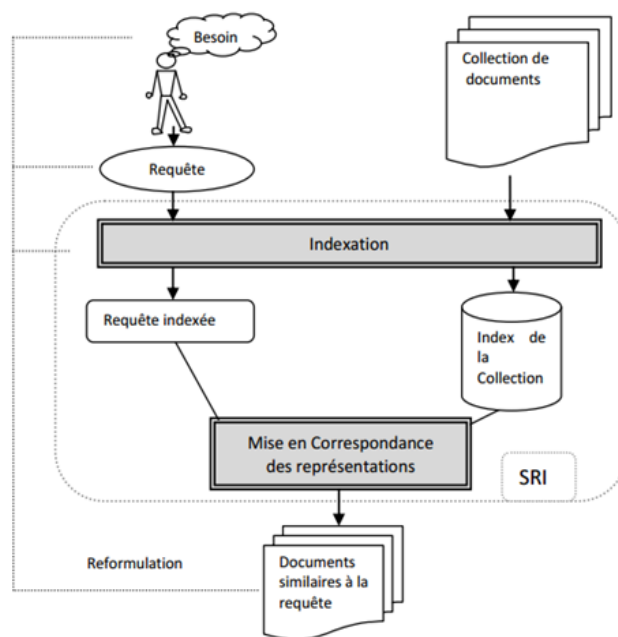 Besoin
Collection de
documents
Requête
Indexation
Requête indexée
Index de
la
Collection
Mise en Correspondance
des représentations
SRI
Reformulation
Documents
similaires à la
requête